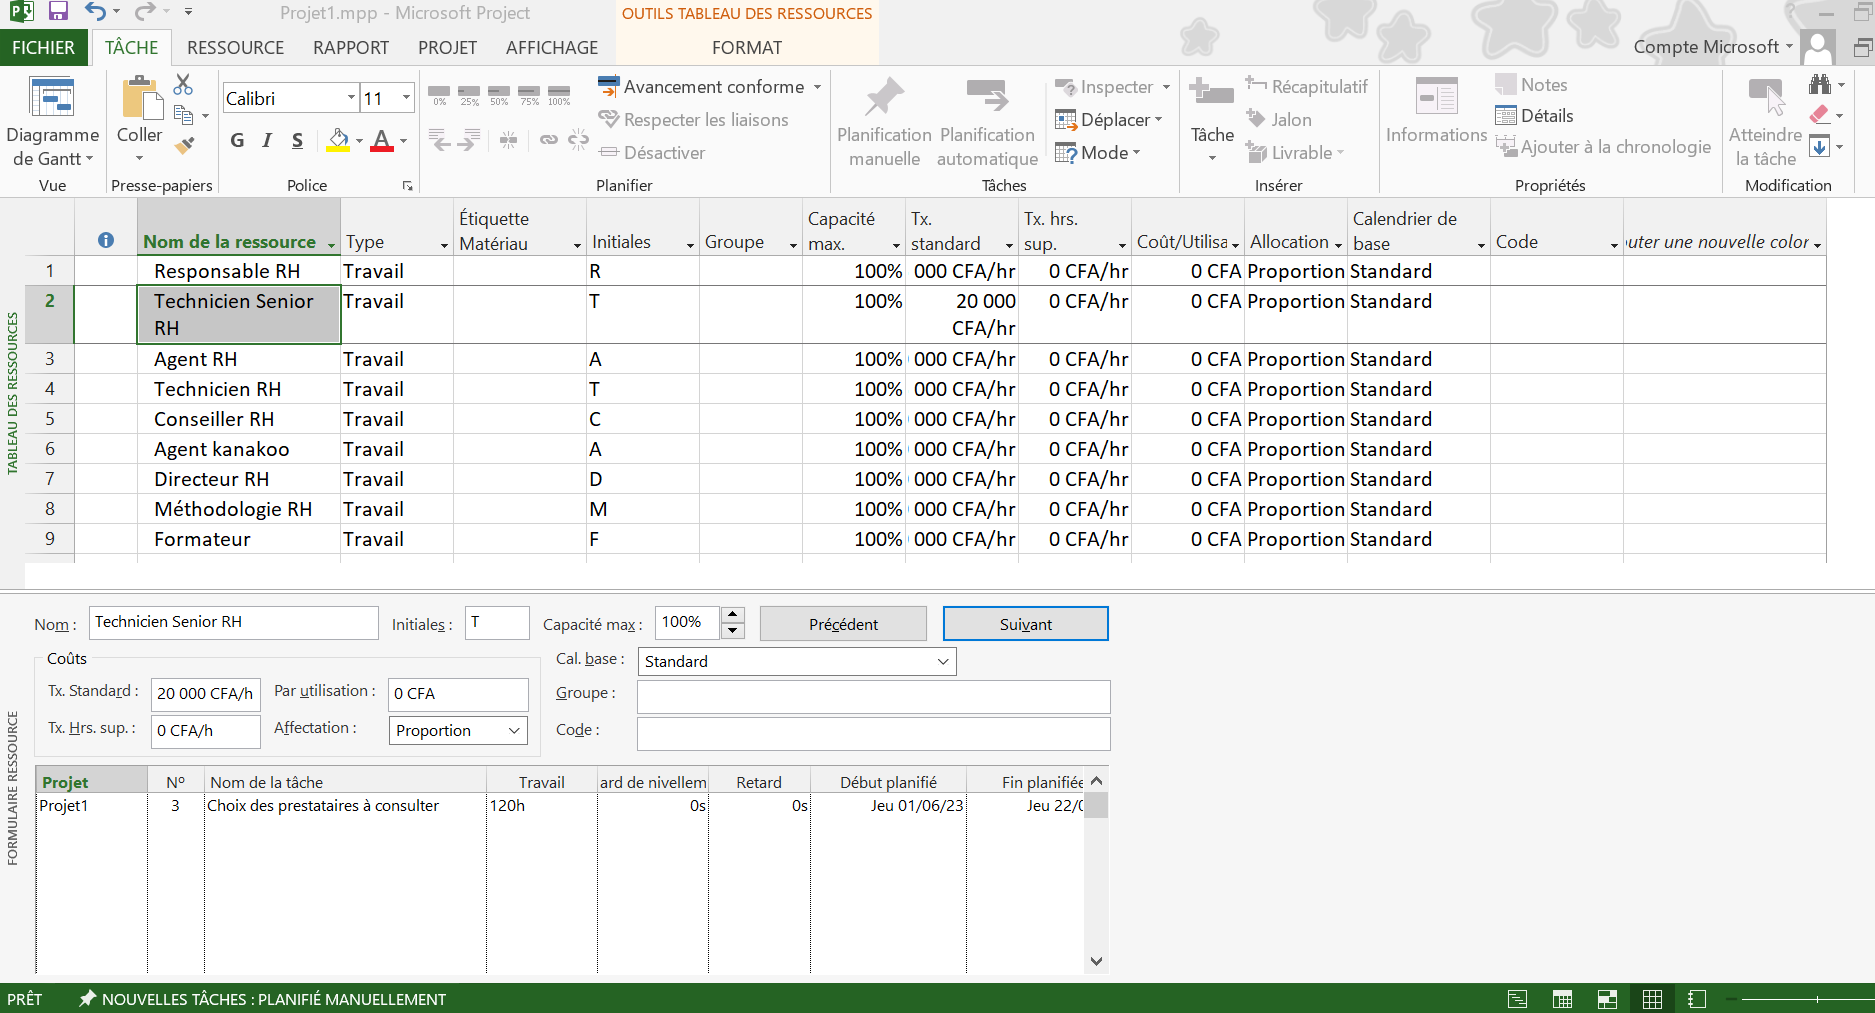 Projet1.mpp - Microsoft Project
OUTILS TABLEAU DES RESSOURCES
FICHIER TÂCHE RESSOURCE RAPPORT PROJET AFFICHAGE FORMAT
Compte Microsoft
Diagramme de Gantt
Vue
Coller
Presse-papiers
Calibri 11
G I S
Police
0% 25% 50% 75% 100%
Avancement conforme
Respecter les liaisons
Désactiver
Planifier
Planification manuelle
Planification automatique
Inspecter
Déplacer
Mode
Tâches
Tâche
Récapitulatif
Jalon
Livrable
Insérer
Informations
Notes
Détails
Ajouter à la chronologie
Propriétés
Atteindre la tâche
Modification
TABLEAU DES RESSOURCES
Nom de la ressource Type Étiquette Matériau Initiales Groupe Capacité max. Tx. standard Tx. hrs. sup. Coût/Utilisa Allocation Calendrier de base Code outer une nouvelle color
1 Responsable RH Travail R 100% 000 CFA/hr 0 CFA/hr 0 CFA Proportion Standard
2 Technicien Senior RH Travail T 100% 20 000 CFA/hr 0 CFA/hr 0 CFA Proportion Standard
3 Agent RH Travail A 100% 000 CFA/hr 0 CFA/hr 0 CFA Proportion Standard
4 Technicien RH Travail T 100% 000 CFA/hr 0 CFA/hr 0 CFA Proportion Standard
5 Conseiller RH Travail C 100% 000 CFA/hr 0 CFA/hr 0 CFA Proportion Standard
6 Agent kanakoo Travail A 100% 000 CFA/hr 0 CFA/hr 0 CFA Proportion Standard
7 Directeur RH Travail D 100% 000 CFA/hr 0 CFA/hr 0 CFA Proportion Standard
8 Méthodologie RH Travail M 100% 000 CFA/hr 0 CFA/hr 0 CFA Proportion Standard
9 Formateur Travail F 100% 000 CFA/hr 0 CFA/hr 0 CFA Proportion Standard
FORMULAIRE RESSOURCE
Nom : Technicien Senior RH Initiales : T Capacité max : 100% Précédent Suivant
Coûts
Cal. base : Standard
Tx. Standard : 20 000 CFA/h Par utilisation : 0 CFA
Groupe :
Tx. Hrs. sup. : 0 CFA/h Affectation : Proportion
Code :
Projet N° Nom de la tâche Travail ard de nivellem Retard Début planifié Fin planifiée
Projet1 3 Choix des prestataires à consulter 120h 0s 0s Jeu 01/06/23 Jeu 22/0
PRÊT NOUVELLES TÂCHES : PLANIFIÉ MANUELLEMENT